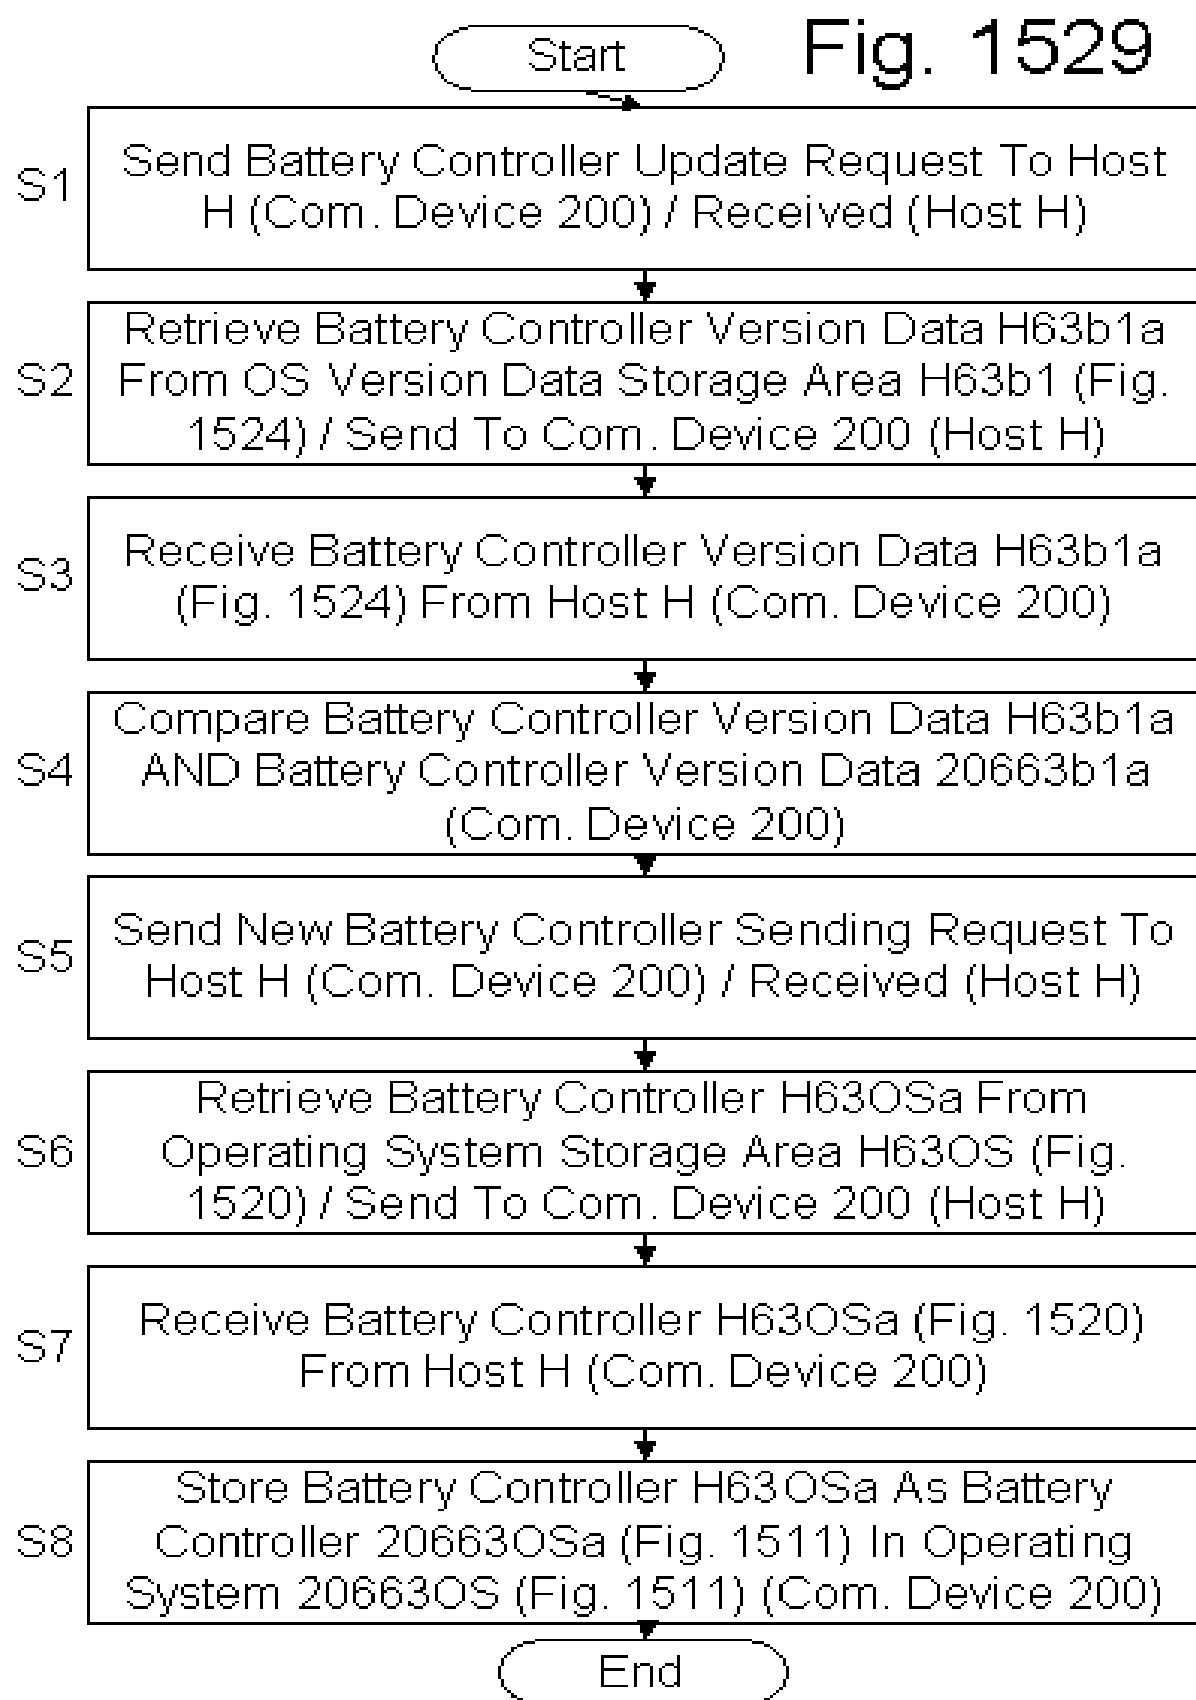 Start
Fig. 1529
S1
Send Battery Controller Update Request To Host
H (Com. Device 200) / Received (Host H)
S2
Retrieve Battery Controller Version Data H63b1a
From OS Version Data Storage Area H63b1 (Fig.
1524) / Send To Com. Device 200 (Host H)
S3
Receive Battery Controller Version Data H63b1a
(Fig. 1524) From Host H (Com. Device 200)
S4
Compare Battery Controller Version Data H63b1a
AND Battery Controller Version Data 20663b1a
(Com. Device 200)
S5
Send New Battery Controller Sending Request To
Host H (Com. Device 200) / Received (Host H)
S6
Retrieve Battery Controller H63OSa From
Operating System Storage Area H63OS (Fig.
1520) / Send To Com. Device 200 (Host H)
S7
Receive Battery Controller H63OSa (Fig. 1520)
From Host H (Com. Device 200)
S8
Store Battery Controller H63OSa As Battery
Controller 20663OSa (Fig. 1511) In Operating
System 20663OS (Fig. 1511) (Com. Device 200)
End